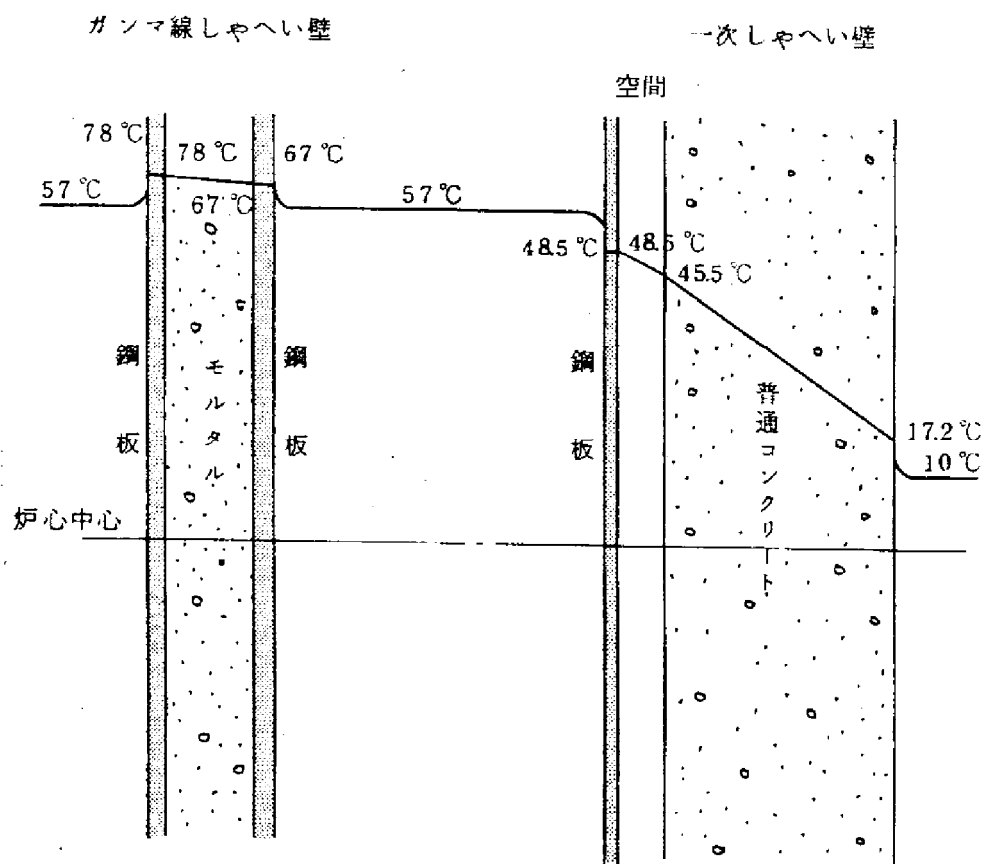 ガンマ線しゃへい壁
一次しゃへい壁
空間
78℃
78℃
67℃
57℃
67℃
57℃
48.5℃
48.5℃
45.5℃
鋼板
モルタル
鋼板
鋼板
普通コンクリート
17.2℃
10℃
炉心中心